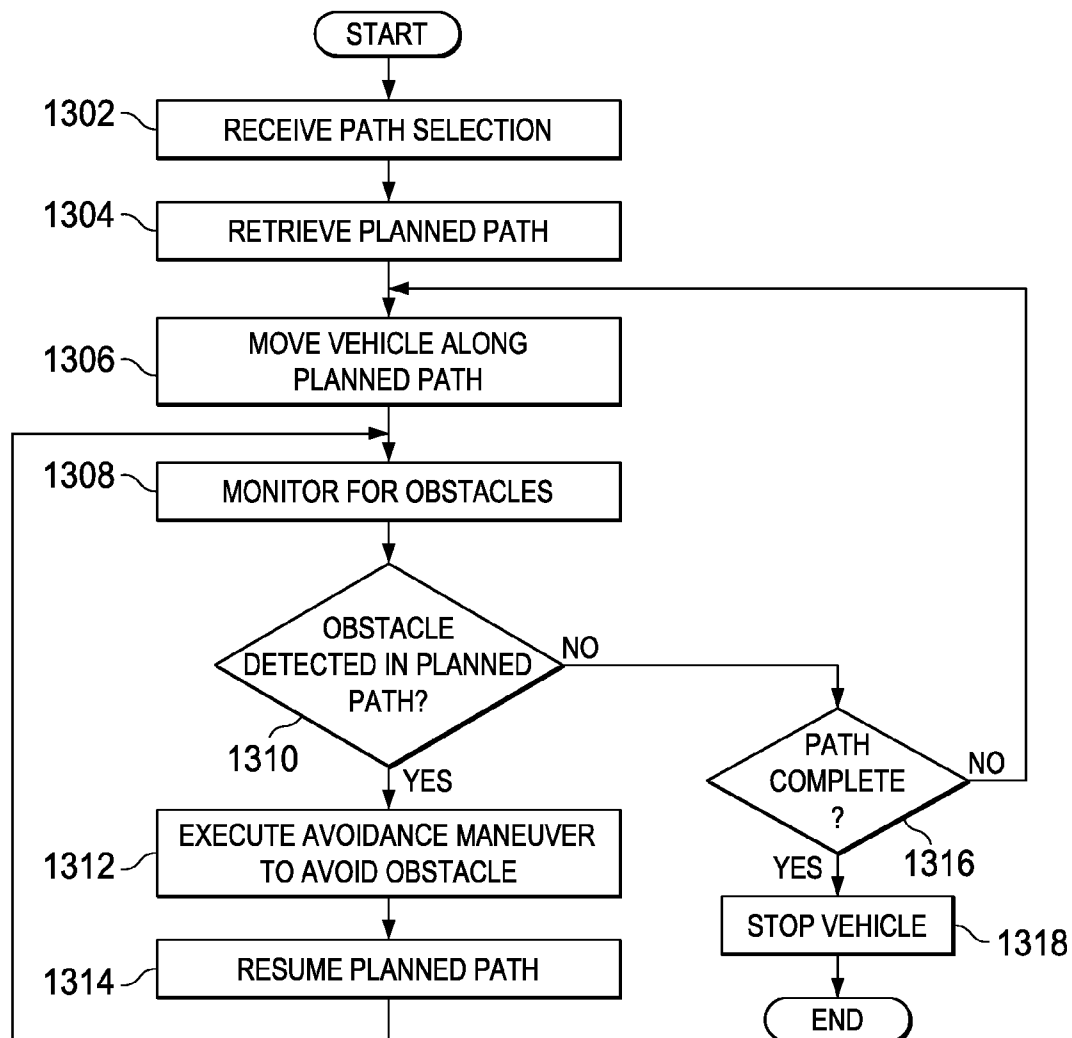 START
1302
RECEIVE PATH SELECTION
1304
RETRIEVE PLANNED PATH
1306
MOVE VEHICLE ALONG
PLANNED PATH
1308
MONITOR FOR OBSTACLES
OBSTACLE
DETECTED IN PLANNED
PATH?
NO
1310
YES
PATH
COMPLETE
?
NO
1316
YES
1312
EXECUTE AVOIDANCE MANEUVER
TO AVOID OBSTACLE
STOP VEHICLE
1318
1314
RESUME PLANNED PATH
END